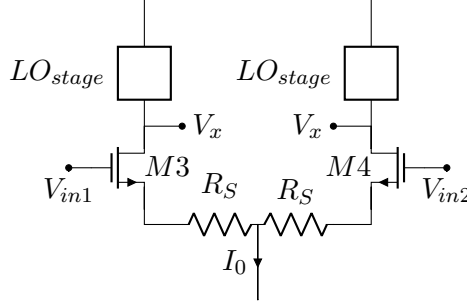 LO_stage LO_stage
V_x V_x
M3 M4
V_in1 R_S R_S V_in2
I_0